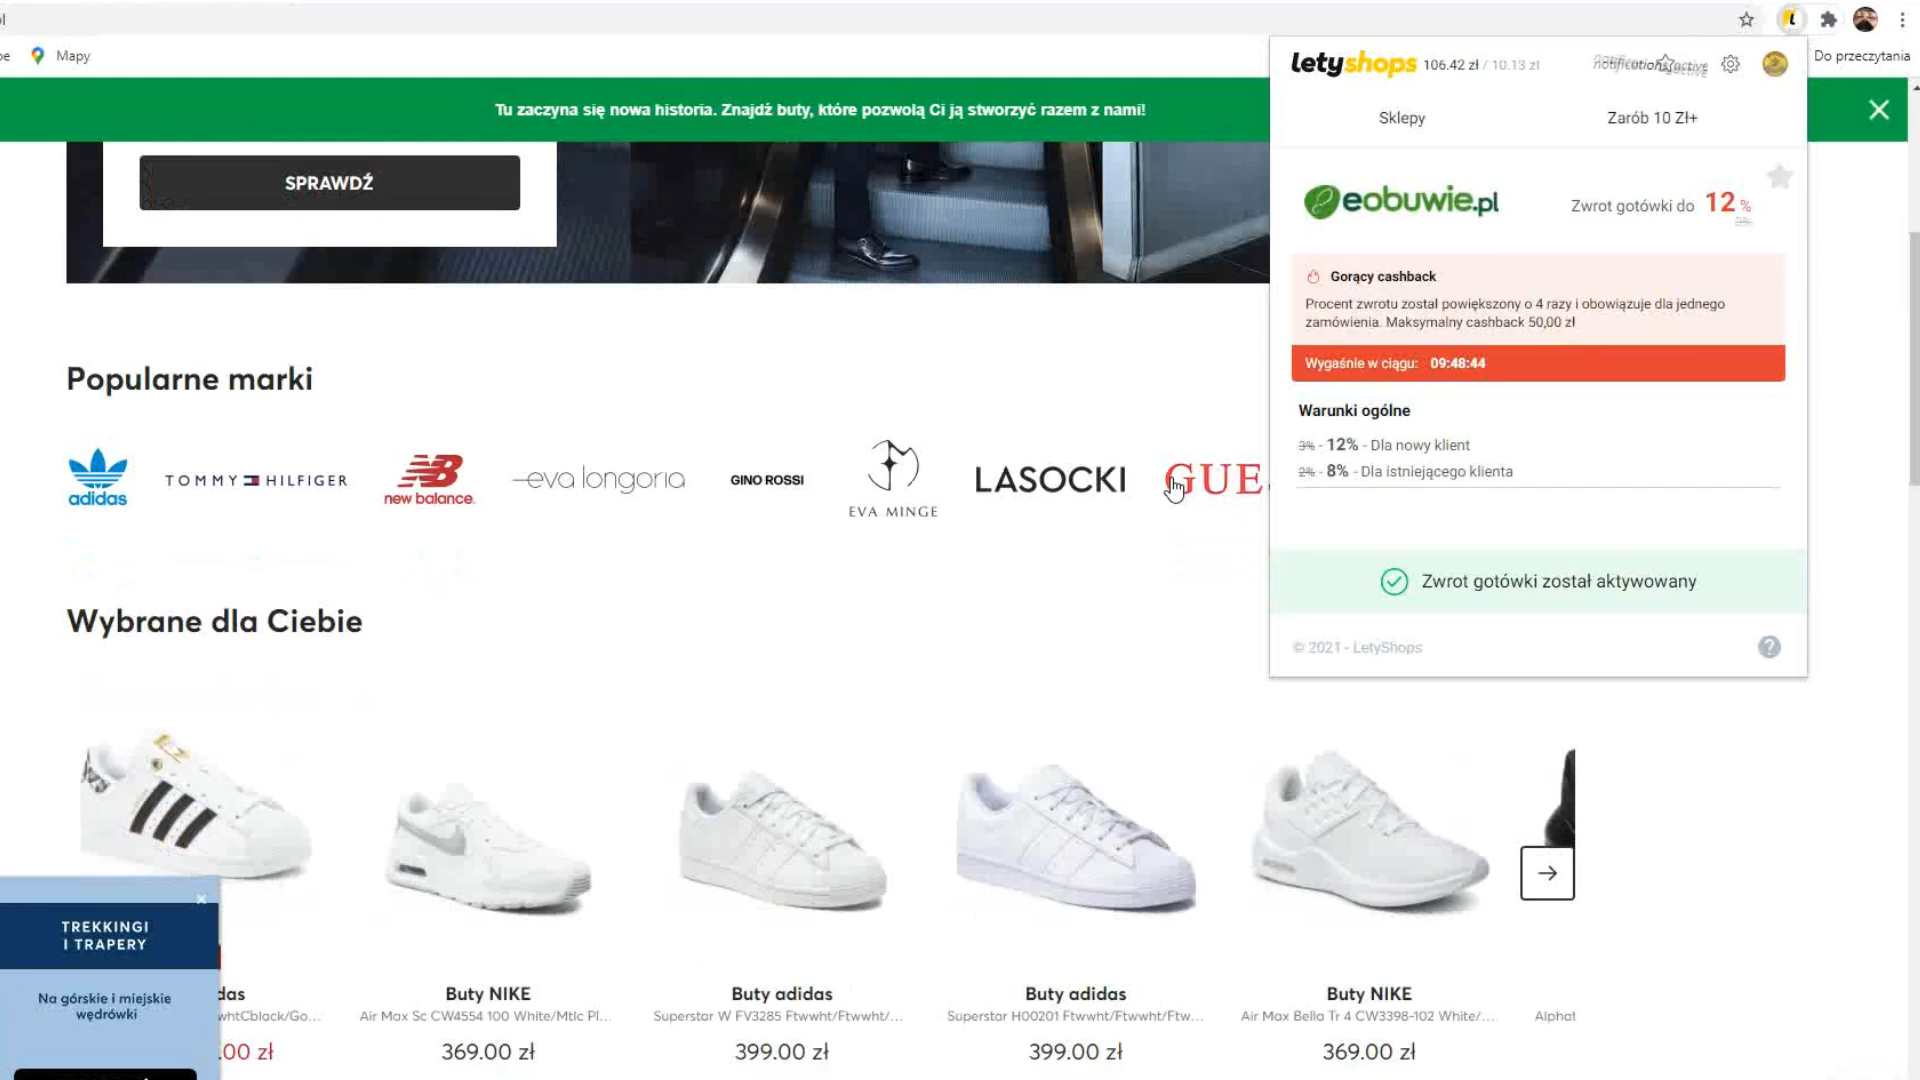 Mapy
Do przeczytania
Tu zaczyna się nowa historia. Znajdź buty, które pozwolą Ci ją stworzyć razem z nami!
SPRAWDŹ
Popularne marki
adidas
TOMMY HILFIGER
new balance.
eva longoria
GINO ROSSI
EVA MINGE
LASOCKI
GUE
Wybrane dla Ciebie
letyshops 106.42 zł / 10.13 zł
Sklepy
Zarób 10 Zł+
eobuwie.pl
Zwrot gotówki do 12 %
Gorący cashback
Procent zwrotu został powiększony o 4 razy i obowiązuje dla jednego
zamówienia. Maksymalny cashback 50,00 zł
Wygaśnie w ciągu: 09:48:44
Warunki ogólne
3% - 12% - Dla nowy klient
2% - 8% - Dla istniejącego klienta
Zwrot gotówki został aktywowany
© 2021 - LetyShops
TREKKINGI
I TRAPERY
Na górskie i miejskie
wędrówki
das
whtCblack/Go...
.00 zł
Buty NIKE
Air Max Sc CW4554 100 White/Mtlc Pl...
369.00 zł
Buty adidas
Superstar W FV3285 Ftwwht/Ftwwht/...
399.00 zł
Buty adidas
Superstar H00201 Ftwwht/Ftwwht/Ftw...
399.00 zł
Buty NIKE
Air Max Bella Tr 4 CW3398-102 White/....
369.00 zł
Alphat